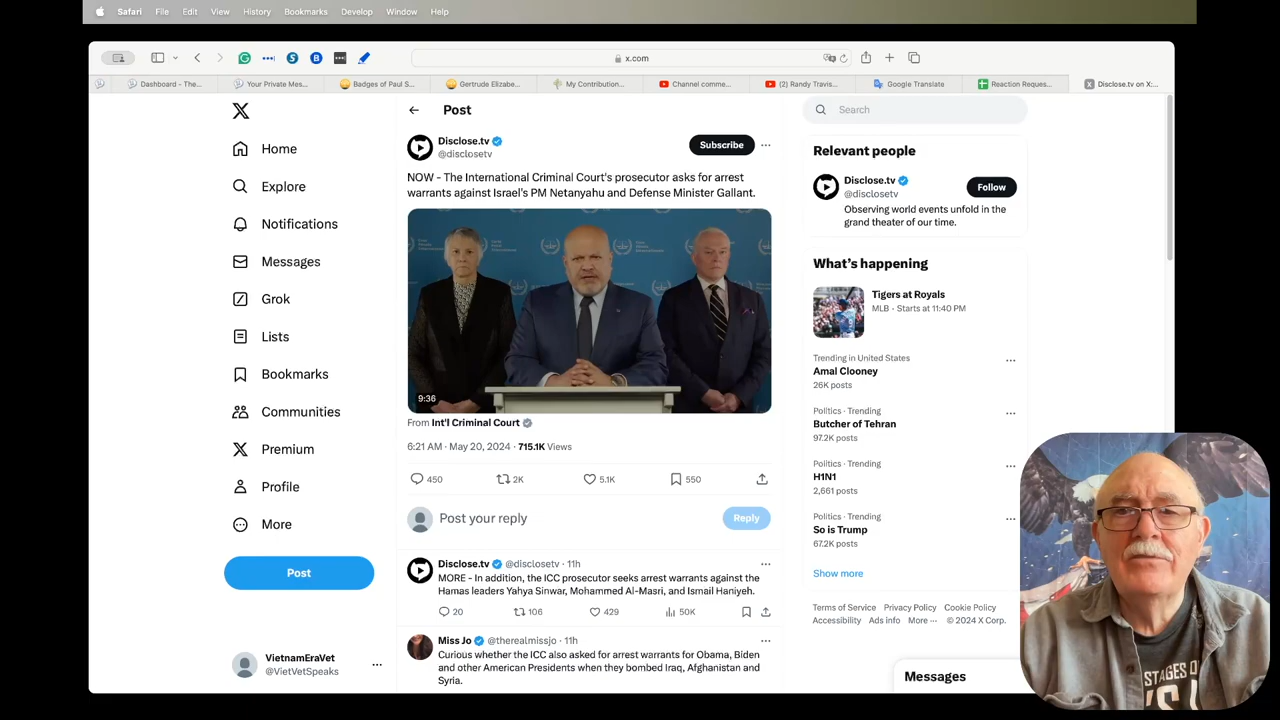 Safari File Edit View History Bookmarks Develop Window Help
x.com
Dashboard - The...
Your Private Mes...
Badges of Paul S...
Gertrude Elizabe...
My Contribution...
Channel comme...
(2) Randy Travis...
Google Translate
Reaction Reques...
Disclose.tv on X:...
Home
Explore
Notifications
Messages
Grok
Lists
Bookmarks
Communities
Premium
Profile
More
Post
VietnamEraVet
@VietVetSpeaks
Post
Disclose.tv
@disclosetv
Subscribe
NOW - The International Criminal Court's prosecutor asks for arrest
warrants against Israel's PM Netanyahu and Defense Minister Gallant.
9:36
From Int'l Criminal Court
6:21 AM · May 20, 2024 · 715.1K Views
450 2K 5.1K 550
Post your reply
Reply
Disclose.tv @disclosetv · 11h
MORE - In addition, the ICC prosecutor seeks arrest warrants against the
Hamas leaders Yahya Sinwar, Mohammed Al-Masri, and Ismail Haniyeh.
20 106 429 50K
Miss Jo @therealmissjo · 11h
Curious whether the ICC also asked for arrest warrants for Obama, Biden
and other American Presidents when they bombed Iraq, Afghanistan and
Syria.
Search
Relevant people
Disclose.tv
@disclosetv
Follow
Observing world events unfold in the
grand theater of our time.
What's happening
Tigers at Royals
MLB · Starts at 11:40 PM
Trending in United States
Amal Clooney
26K posts
Politics · Trending
Butcher of Tehran
97.2K posts
Politics · Trending
H1N1
2,661 posts
Politics · Trending
So is Trump
67.2K posts
Show more
Terms of Service Privacy Policy Cookie Policy
Accessibility Ads info More ··· © 2024 X Corp.
Messages
STAGES O